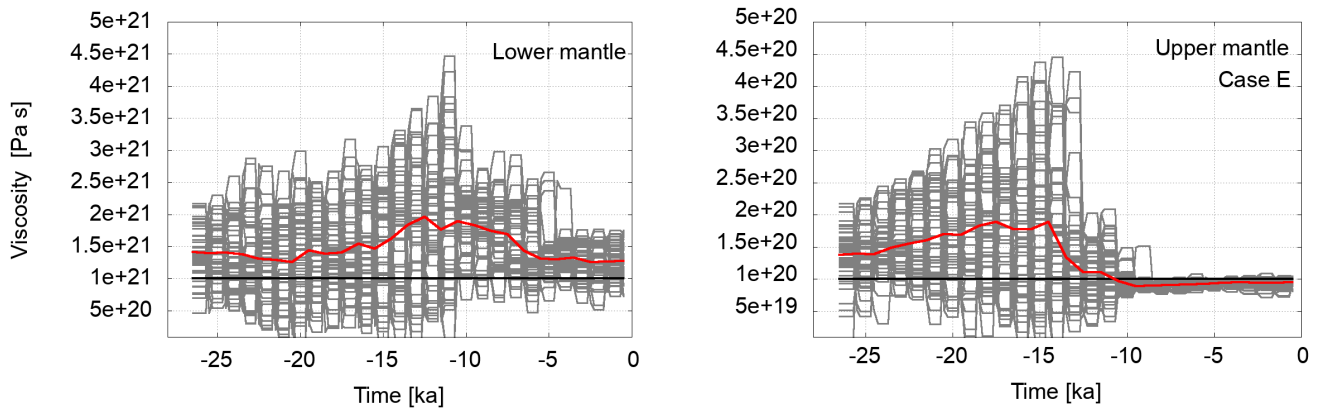 Viscosity [Pa s]
5e+21
4.5e+21
4e+21
3.5e+21
3e+21
2.5e+21
2e+21
1.5e+21
1e+21
5e+20
Lower mantle
-25 -20 -15 -10 -5 0
Time [ka]
5e+20
4.5e+20
4e+20
3.5e+20
3e+20
2.5e+20
2e+20
1.5e+20
1e+20
5e+19
Upper mantle
Case E
-25 -20 -15 -10 -5 0
Time [ka]